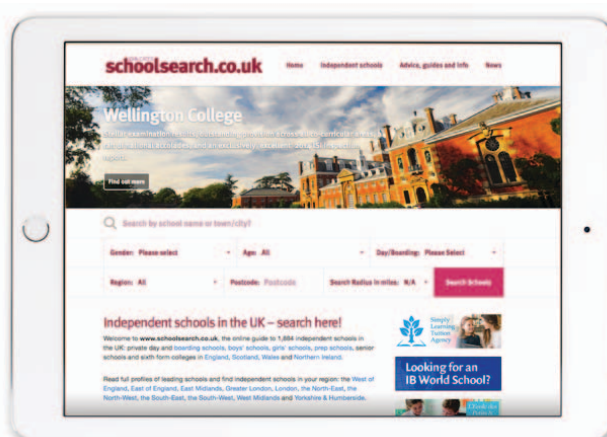 schoolsearch.co.uk
Home Independent schools Advice, guides and info News
Wellington College
Find out more
Search by school name or town/city?
Gender: Please select Age: All Day/Boarding: Please Select
Region: All Postcode: Postcode Search Radius in miles: N/A Search Schools
Independent schools in the UK – search here!
Welcome to www.schoolsearch.co.uk, the online guide to 1,884 independent schools in
the UK: private day and boarding schools, boys' schools, girls' schools, prep schools, senior
schools and sixth form colleges in England, Scotland, Wales and Northern Ireland.
Read full profiles of leading schools and find independent schools in your region: the West of
England, East of England, East Midlands, Greater London, London, the North-East, the
North-West, the South-East, the South-West, West Midlands and Yorkshire & Humberside.
Simply
Learning
Tuition
Agency
Looking for an
IB World School?